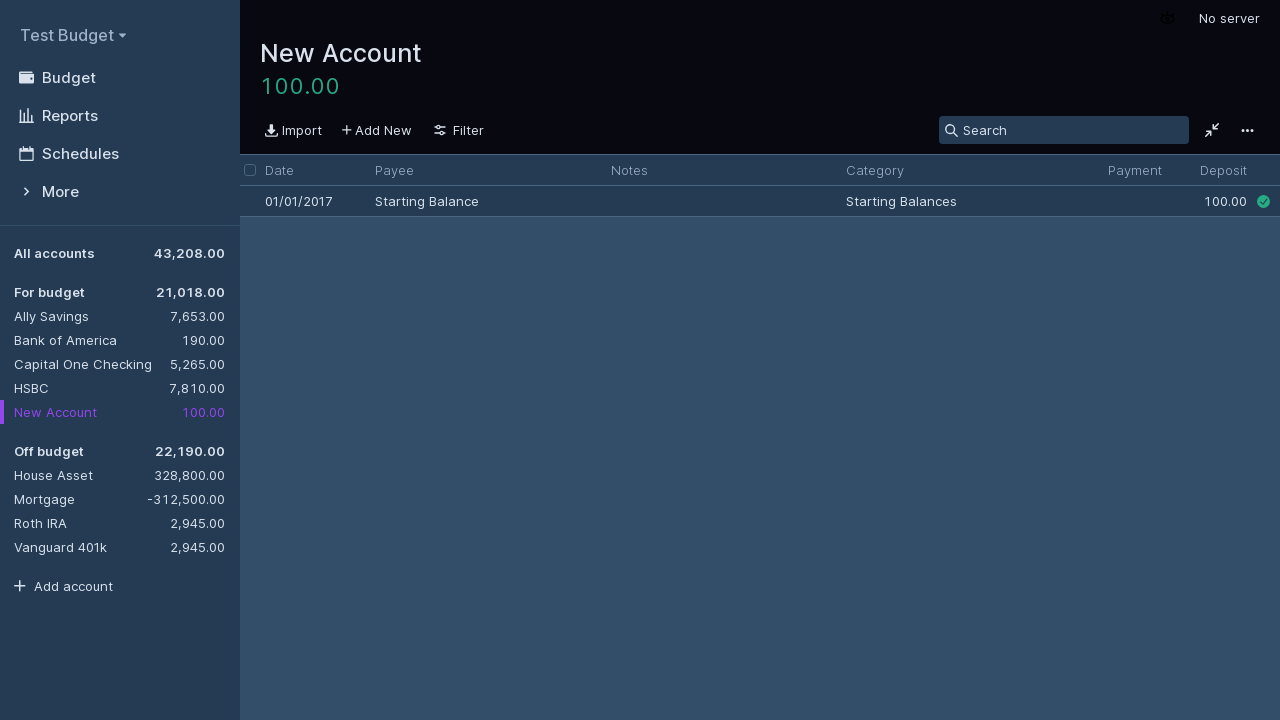 Test Budget
Budget
Reports
Schedules
More
All accounts 43,208.00
For budget 21,018.00
Ally Savings 7,653.00
Bank of America 190.00
Capital One Checking 5,265.00
HSBC 7,810.00
New Account 100.00
Off budget 22,190.00
House Asset 328,800.00
Mortgage -312,500.00
Roth IRA 2,945.00
Vanguard 401k 2,945.00
Add account
No server
New Account
100.00
Import Add New Filter Search
Date Payee Notes Category Payment Deposit
01/01/2017 Starting Balance Starting Balances 100.00